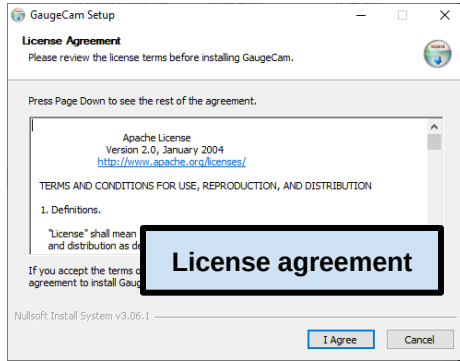 GaugeCam Setup
License Agreement
Please review the license terms before installing GaugeCam.
Press Page Down to see the rest of the agreement.
Apache License
Version 2.0, January 2004
http://www.apache.org/licenses/
TERMS AND CONDITIONS FOR USE, REPRODUCTION, AND DISTRIBUTION
1. Definitions.
"License" shall mean
and distribution as
License agreement
If you accept the terms
agreement to install
Nullsoft Install System v3.06.1
I Agree
Cancel